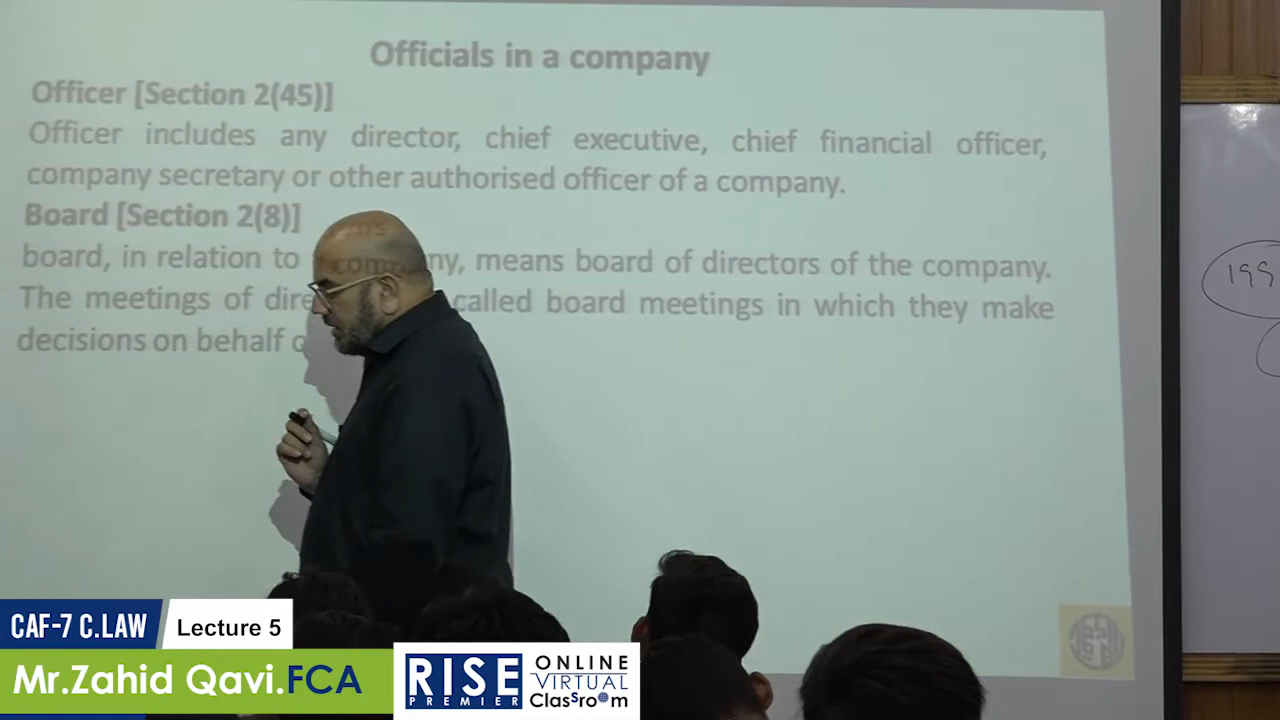 Officials in a company
Officer [Section 2(45)]
Officer includes any director, chief executive, chief financial officer,
company secretary or other authorised officer of a company.
Board [Section 2(8)]
board, in relation to company, means board of directors of the company.
The meetings of called board meetings in which they make
decisions on behalf
199
CAF-7 C.LAW
Lecture 5
Mr.Zahid Qavi.FCA
RISE
PREMIER
ONLINE
VIRTUAL
Classroom